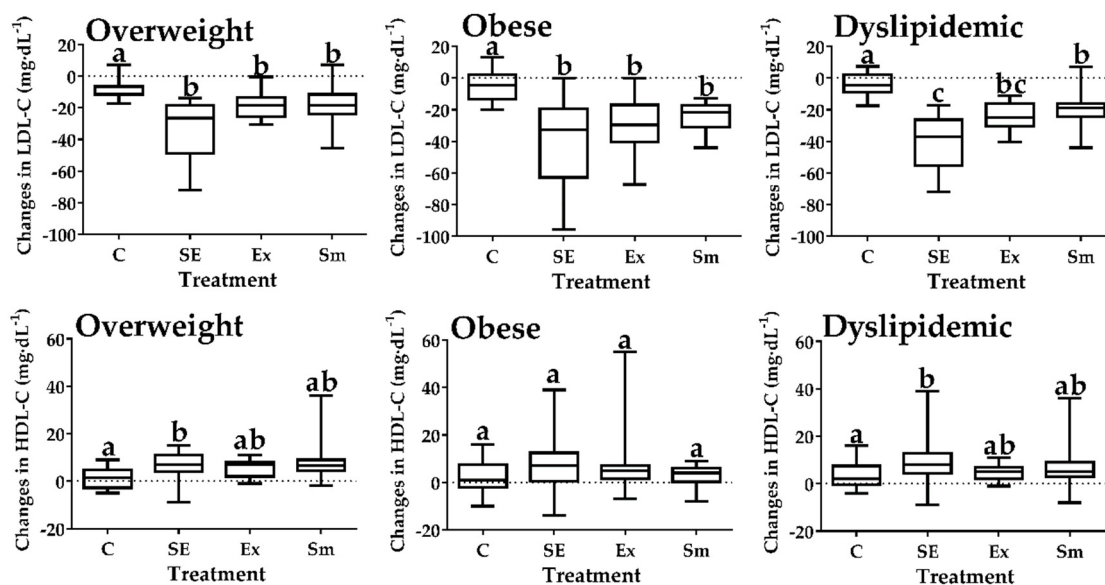 Overweight
Changes in LDL-C (mg·dL⁻¹)
20
0
-20
-40
-60
-80
-100
a
b
b
b
C SE Ex Sm
Treatment
Obese
Changes in LDL-C (mg·dL⁻¹)
20
0
-20
-40
-60
-80
-100
a
b
b
b
C SE Ex Sm
Treatment
Dyslipidemic
Changes in LDL-C (mg·dL⁻¹)
20
0
-20
-40
-60
-80
-100
a
c
bc
b
C SE Ex Sm
Treatment
Overweight
Changes in HDL-C (mg·dL⁻¹)
60
40
20
0
-20
a
b
ab
ab
C SE Ex Sm
Treatment
Obese
Changes in HDL-C (mg·dL⁻¹)
60
40
20
0
-20
a
a
a
a
C SE Ex Sm
Treatment
Dyslipidemic
Changes in HDL-C (mg·dL⁻¹)
60
40
20
0
-20
a
b
ab
ab
C SE Ex Sm
Treatment